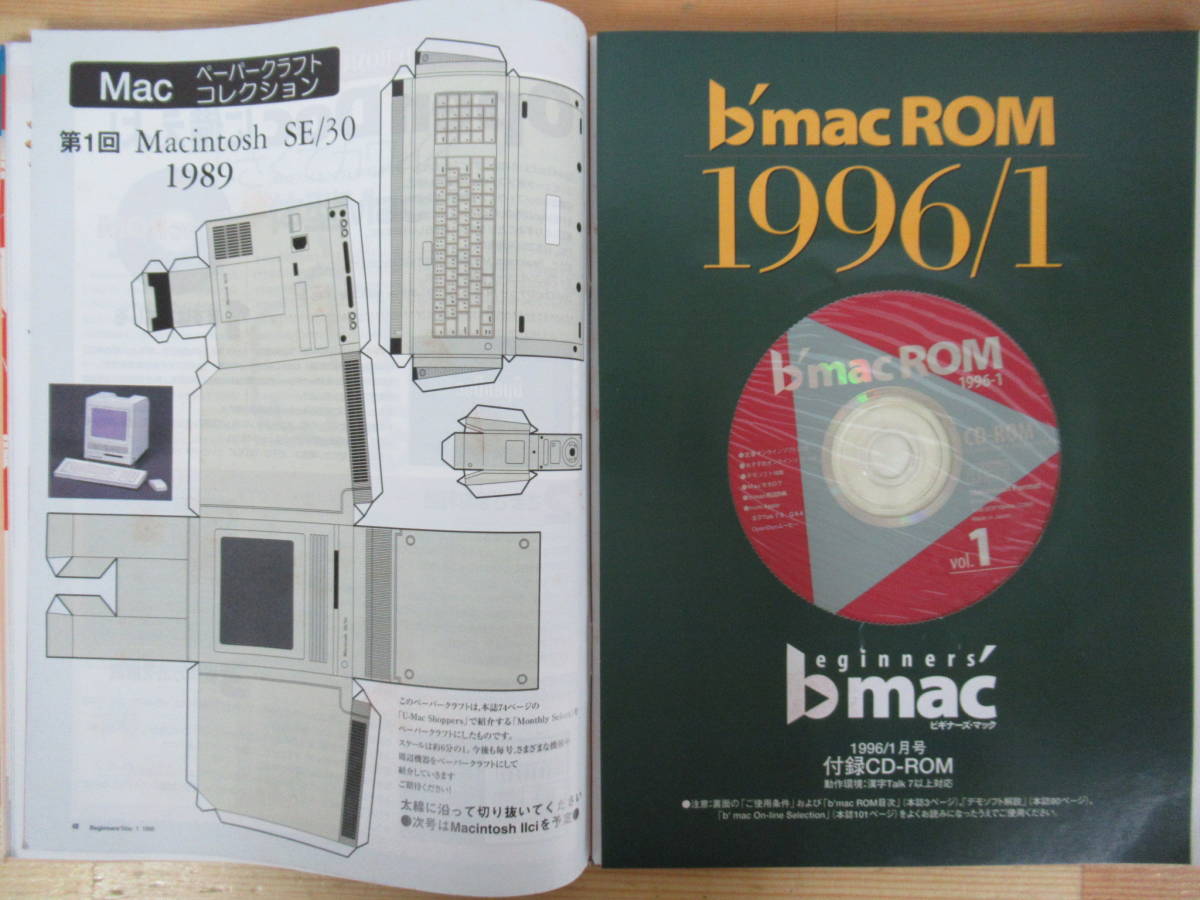 Mac ペーパークラフト
コレクション
第1回 Macintosh SE/30
1989
Macintosh SE/30
このペーパークラフトは、本誌74ページの
「U-Mac Shoppers」で紹介する「Monthly Select」を
ペーパークラフトにしたものです。
スケールは約6分の1。今後も毎号、さまざまな機種や
周辺機器をペーパークラフトにして
紹介していきます
ご期待ください!
太線に沿って切り抜いてください
●次号はMacintosh IIciを予定●
b'mac ROM
1996/1
b'mac ROM
1996-1
CD-ROM
vol.1
beginners'
b'mac
ビギナーズ・マック
1996/1月号
付録CD-ROM
動作環境:漢字Talk 7以上対応
●注意:裏面の「ご使用条件」および「b'mac ROM目次」(本誌3ページ)、「デモソフト解説」(本誌80ページ)、
「b' mac On-line Selection」(本誌101ページ)をよくお読みになったうえでご使用ください。